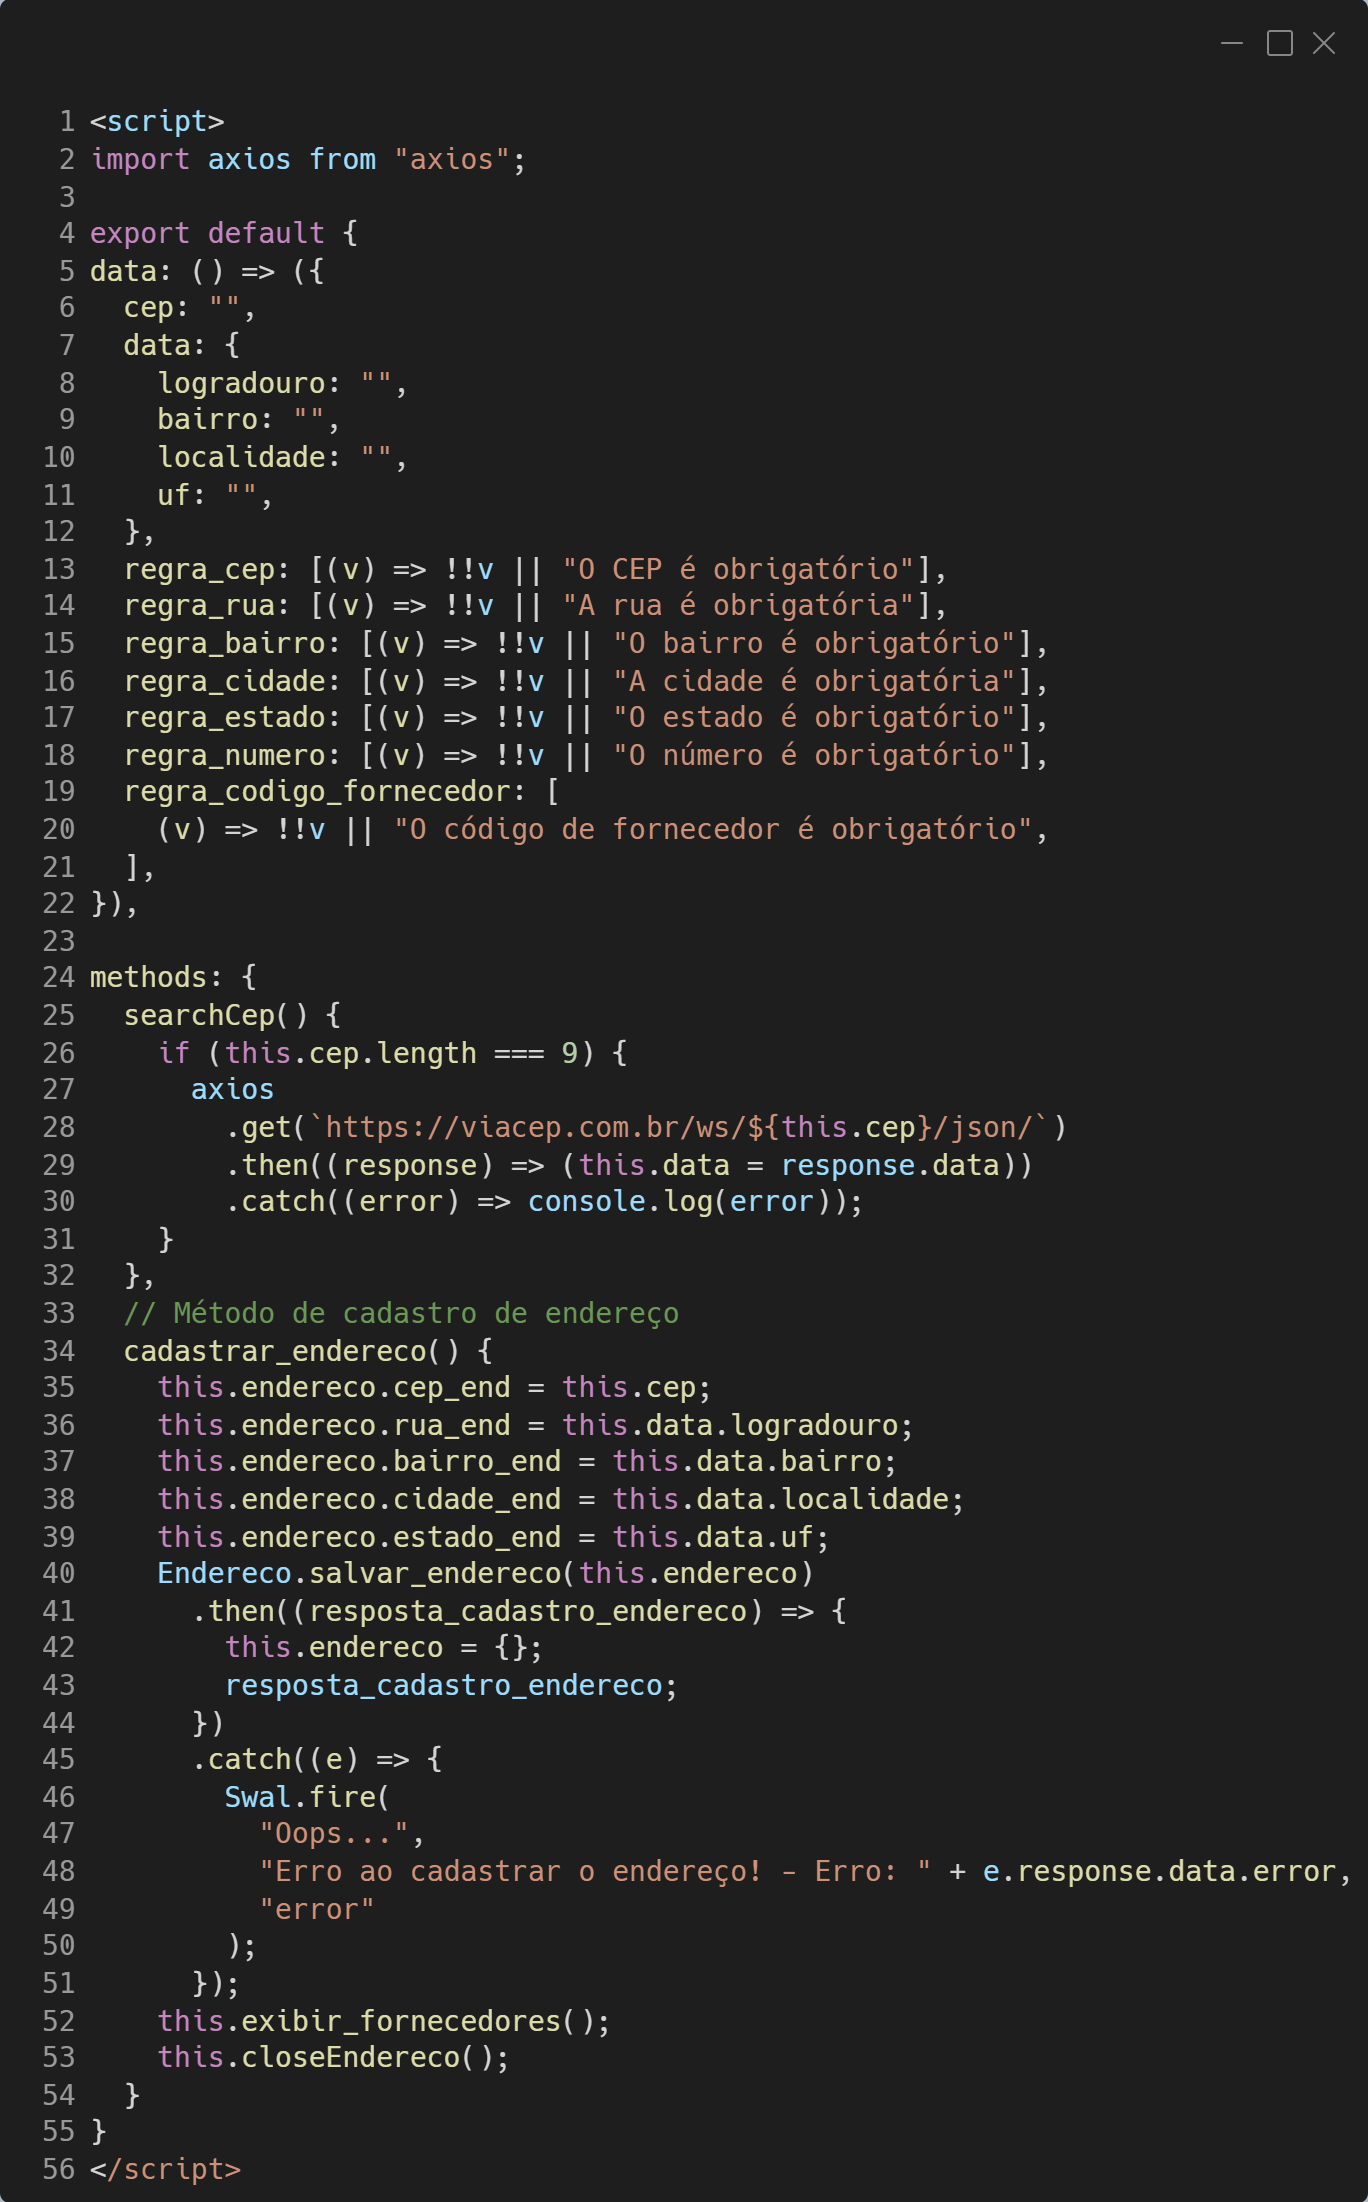 1 <script>
2 import axios from "axios";
3
4 export default {
5 data: () => ({
6   cep: "",
7   data: {
8     logradouro: "",
9     bairro: "",
10     localidade: "",
11     uf: "",
12   },
13   regra_cep: [(v) => !!v || "O CEP é obrigatório"],
14   regra_rua: [(v) => !!v || "A rua é obrigatória"],
15   regra_bairro: [(v) => !!v || "O bairro é obrigatório"],
16   regra_cidade: [(v) => !!v || "A cidade é obrigatória"],
17   regra_estado: [(v) => !!v || "O estado é obrigatório"],
18   regra_numero: [(v) => !!v || "O número é obrigatório"],
19   regra_codigo_fornecedor: [
20     (v) => !!v || "O código de fornecedor é obrigatório",
21   ],
22 }),
23
24 methods: {
25   searchCep() {
26     if (this.cep.length === 9) {
27       axios
28         .get(`https://viacep.com.br/ws/${this.cep}/json/`)
29         .then((response) => (this.data = response.data))
30         .catch((error) => console.log(error));
31     }
32   },
33   // Método de cadastro de endereço
34   cadastrar_endereco() {
35     this.endereco.cep_end = this.cep;
36     this.endereco.rua_end = this.data.logradouro;
37     this.endereco.bairro_end = this.data.bairro;
38     this.endereco.cidade_end = this.data.localidade;
39     this.endereco.estado_end = this.data.uf;
40     Endereco.salvar_endereco(this.endereco)
41       .then((resposta_cadastro_endereco) => {
42         this.endereco = {};
43         resposta_cadastro_endereco;
44       })
45       .catch((e) => {
46         Swal.fire(
47           "Oops...",
48           "Erro ao cadastrar o endereço! - Erro: " + e.response.data.error,
49           "error"
50         );
51       });
52     this.exibir_fornecedores();
53     this.closeEndereco();
54   }
55 }
56 </script>